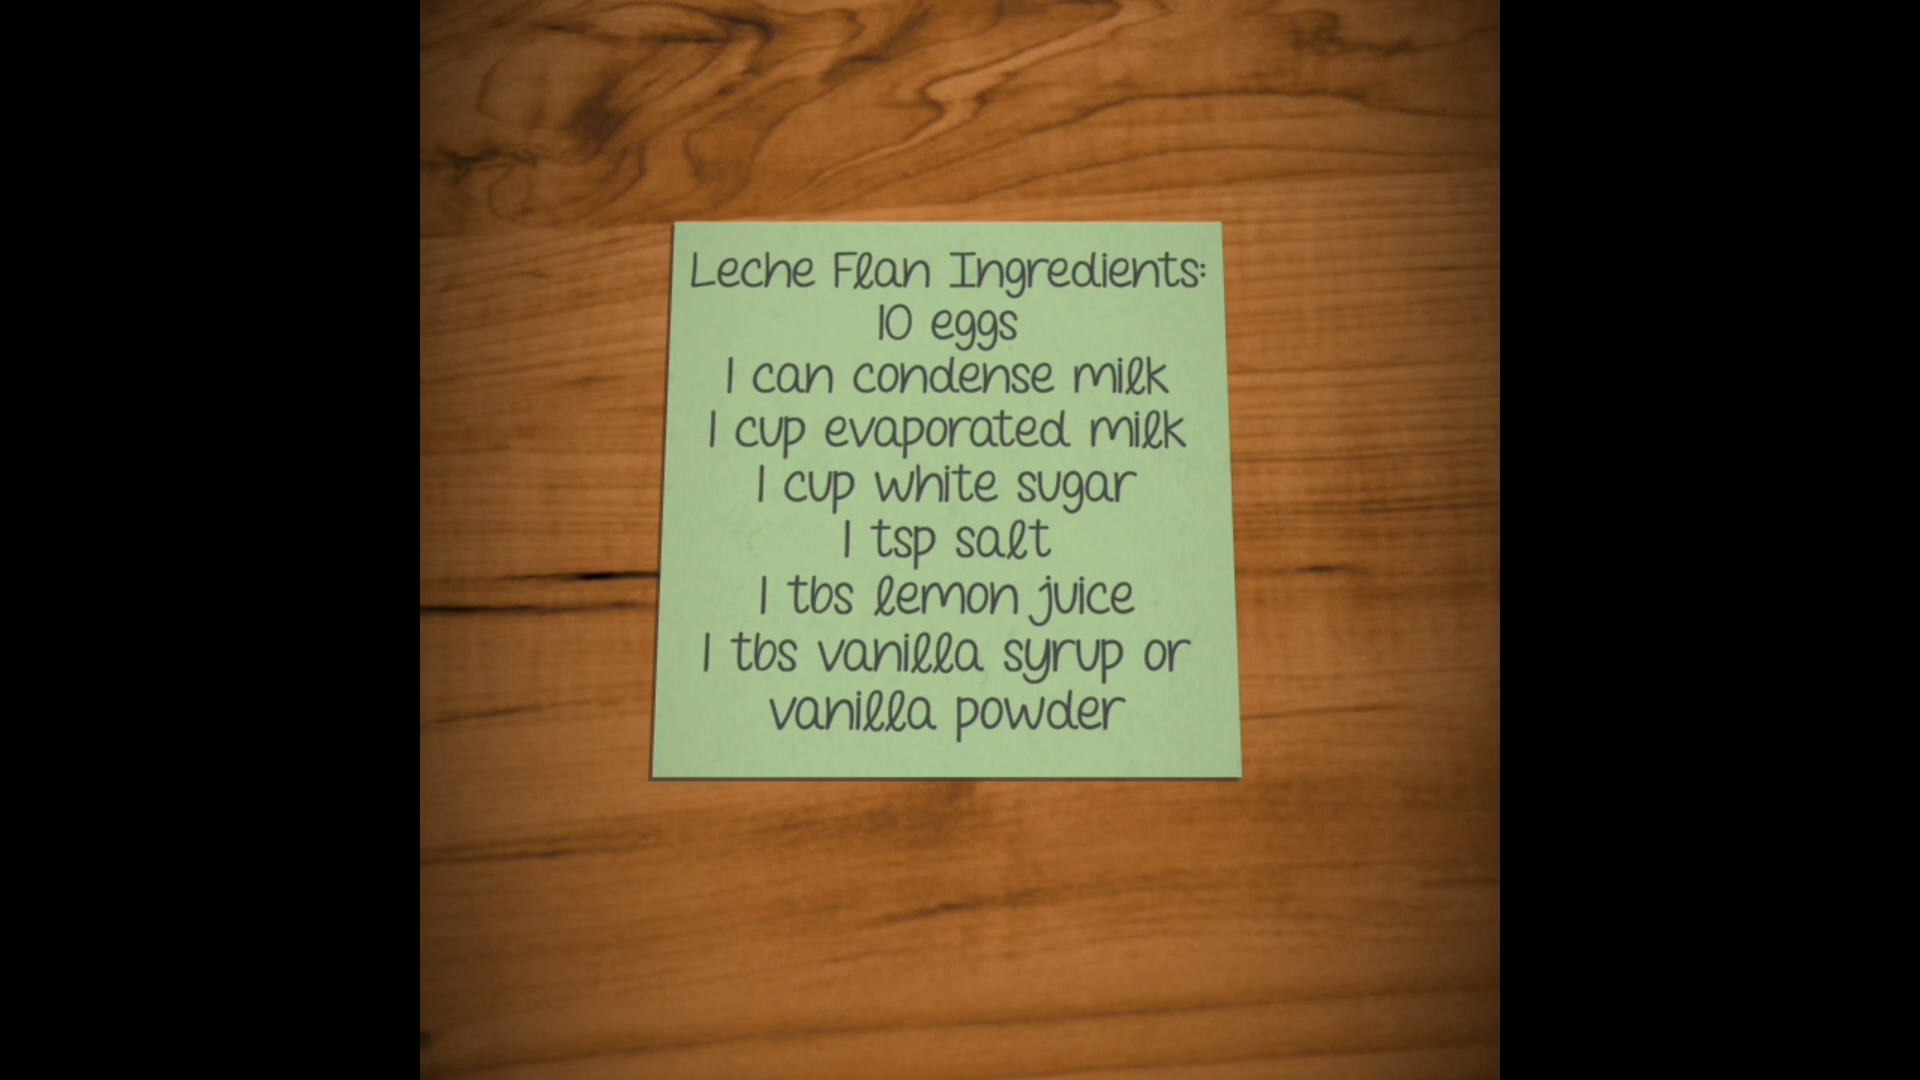 Leche Flan Ingredients:
10 eggs
1 can condense milk
1 cup evaporated milk
1 cup white sugar
1 tsp salt
1 tbs lemon juice
1 tbs vanilla syrup or
vanilla powder